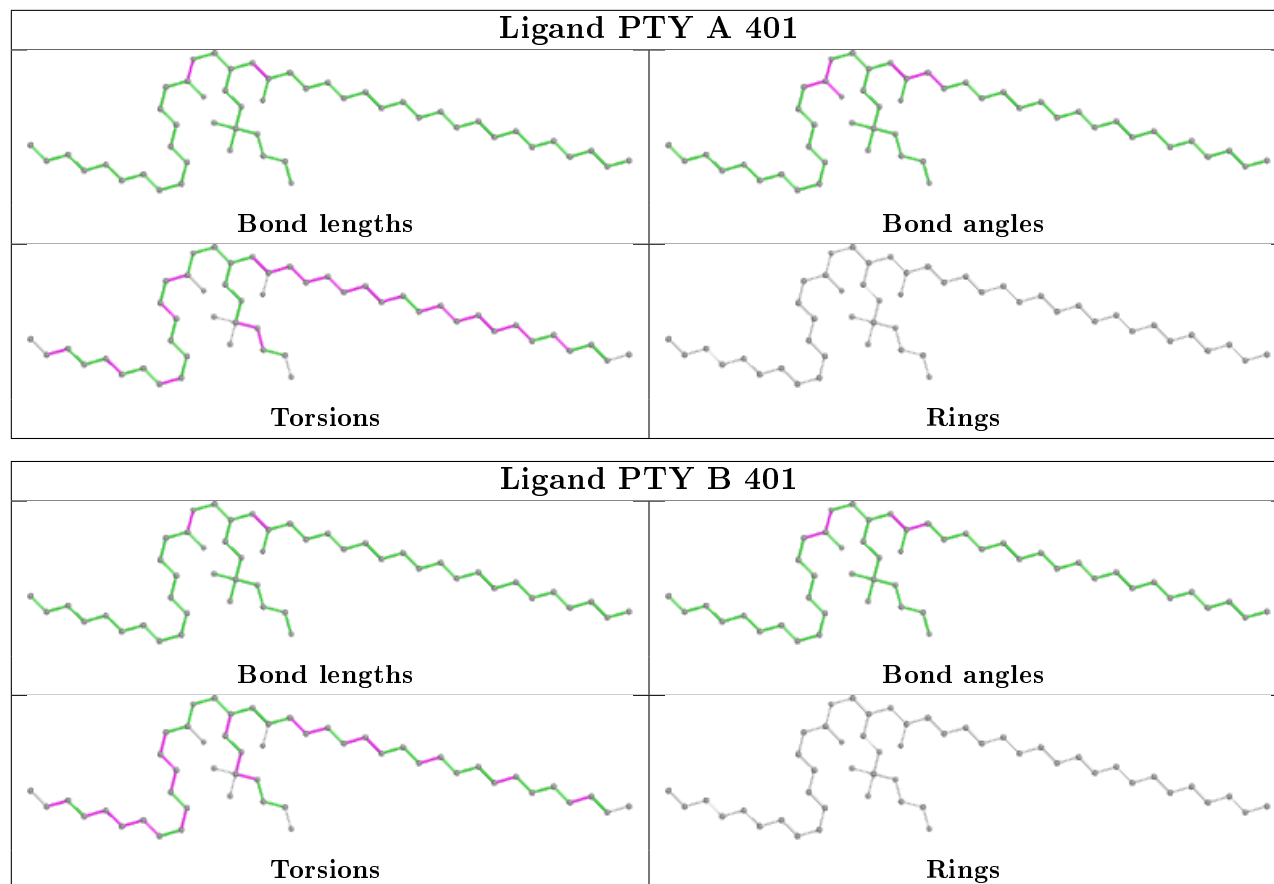 Ligand PTY A 401
Bond lengths
Bond angles
Torsions
Rings
Ligand PTY B 401
Bond lengths
Bond angles
Torsions
Rings